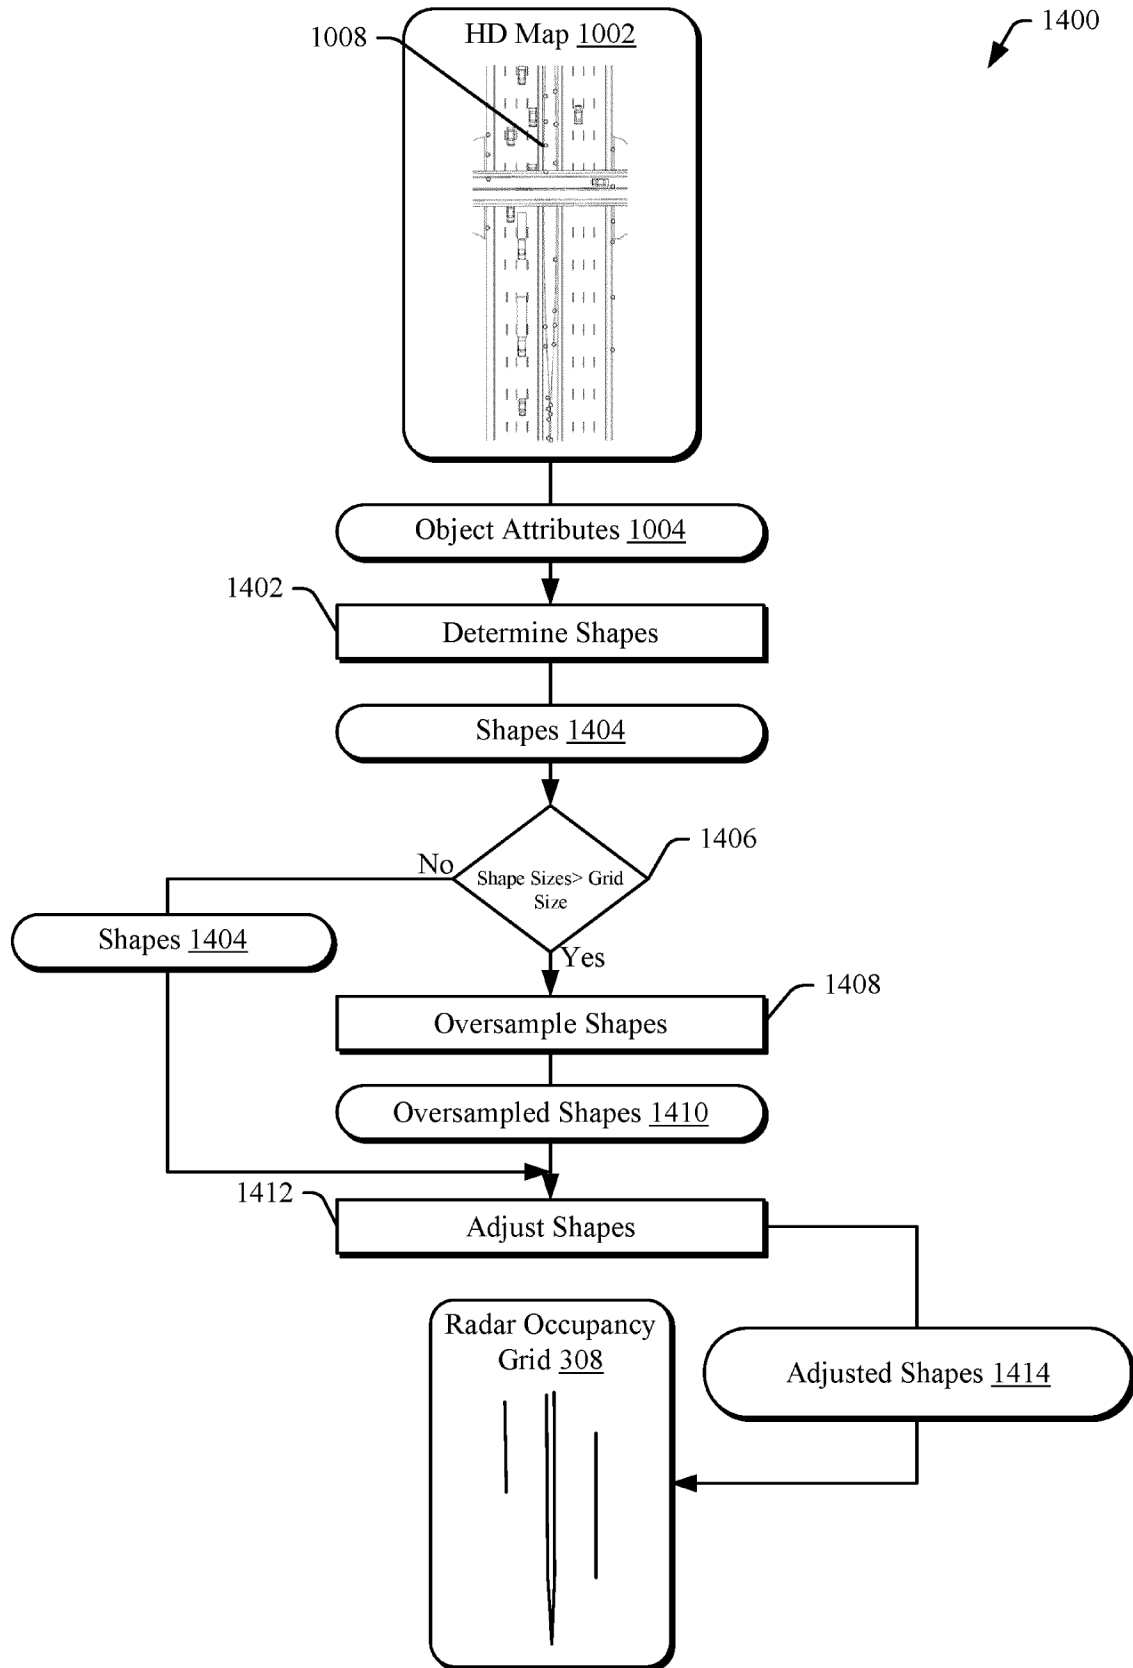 1400
HD Map 1002
1008
Object Attributes 1004
1402
Determine Shapes
Shapes 1404
1406
No
Shape Sizes> Grid
Size
Shapes 1404
Yes
1408
Oversample Shapes
Oversampled Shapes 1410
1412
Adjust Shapes
Radar Occupancy
Grid 308
Adjusted Shapes 1414